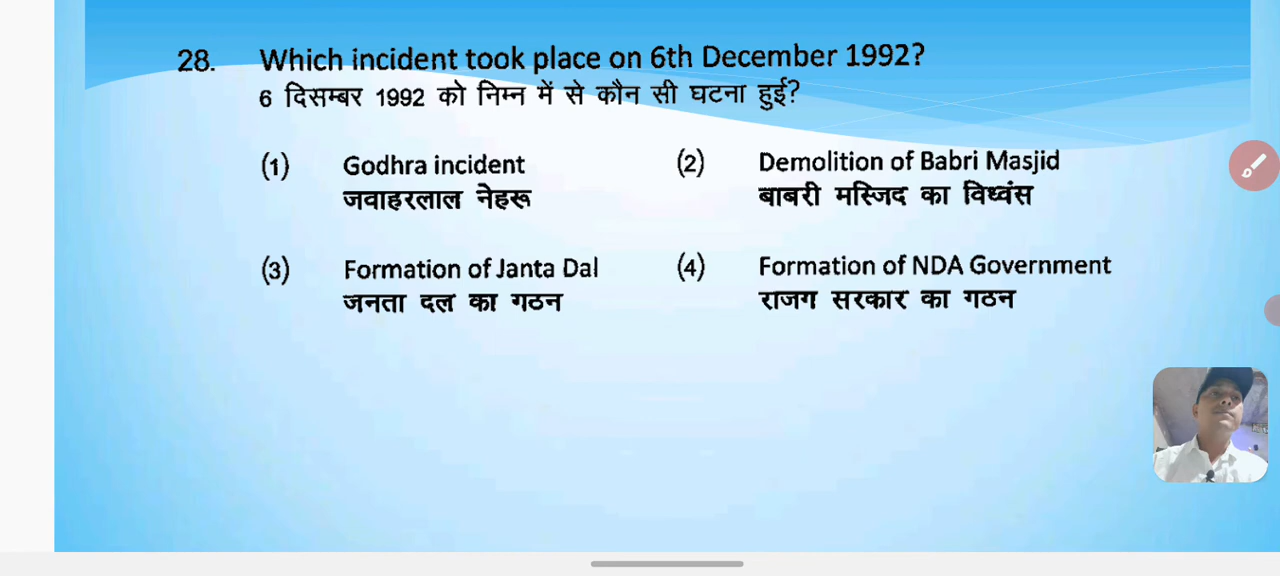 28. Which incident took place on 6th December 1992?
6 दिसम्बर 1992 को निम्न में से कौन सी घटना हुई?
(1) Godhra incident
जवाहरलाल नेहरू
(2) Demolition of Babri Masjid
बाबरी मस्जिद का विध्वंस
(3) Formation of Janta Dal
जनता दल का गठन
(4) Formation of NDA Government
राजग सरकार का गठन